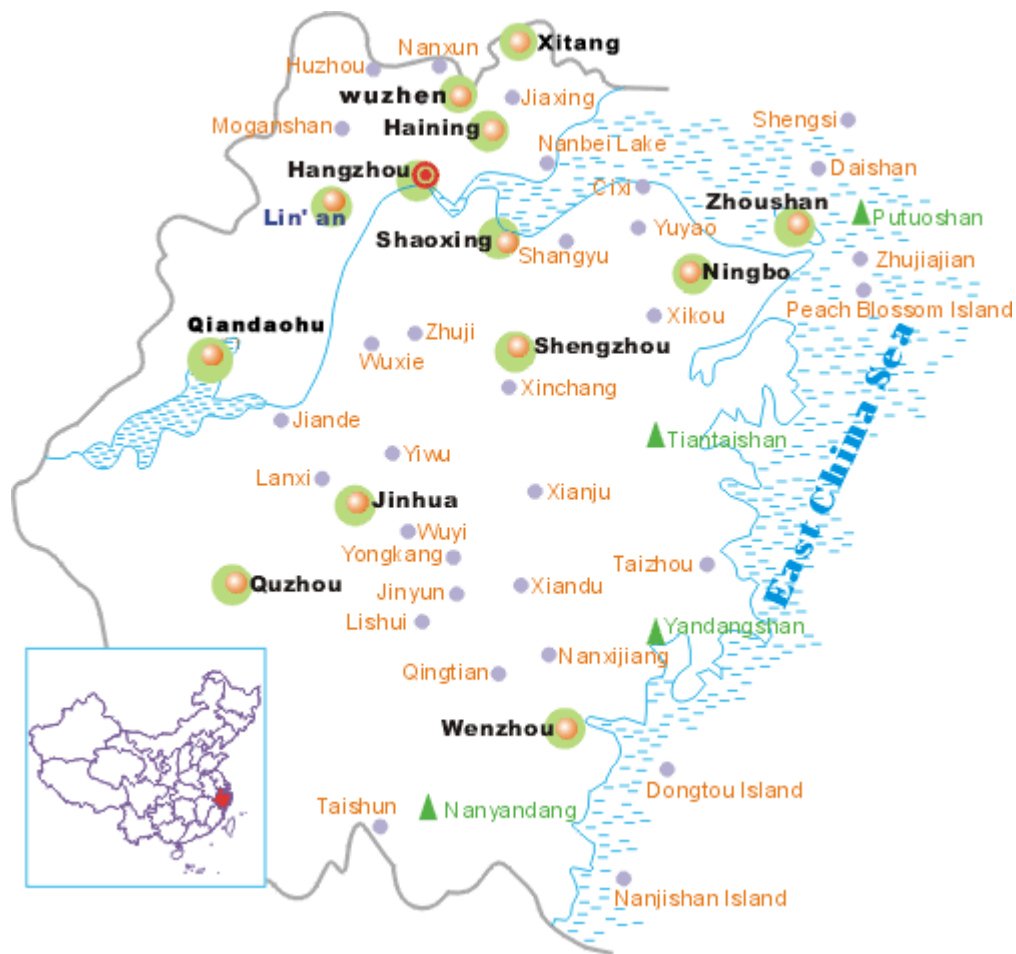 Xitang
Nanxun
Huzhou
wuzhen
Jiaxing
Moganshan
Haining
Shengsi
Nanbei Lake
Hangzhou
Daishan
Cixi
Lin' an
Zhoushan
Putuoshan
Shaoxing
Yuyao
Shangyu
Ningbo
Zhujiajian
Peach Blossom Island
Xikou
Qiandaohu
Zhuji
Wuxie
Shengzhou
Xinchang
Jiande
Tiantaishan
East China Sea
Yiwu
Lanxi
Jinhua
Xianju
Wuyi
Yongkang
Taizhou
Quzhou
Jinyun
Xiandu
Lishui
Yandangshan
Nanxijiang
Qingtian
Wenzhou
Dongtou Island
Taishun
Nanyandang
Nanjishan Island